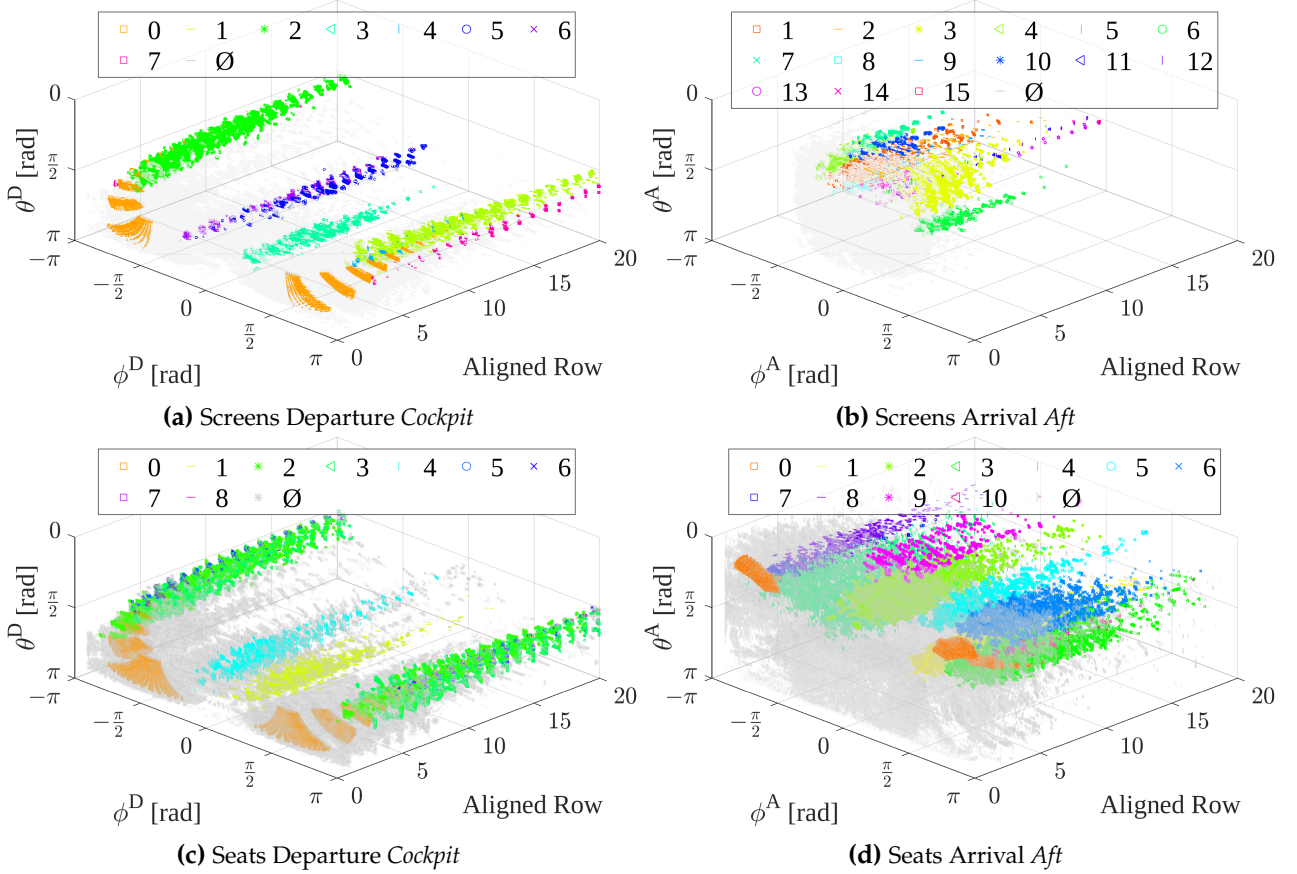 0 1 2 3 4 5 6
7 Ø
0
π/2
π
θ^D [rad]
−π
−π/2
0
π/2
π
ϕ^D [rad]
0
5
10
15
20
Aligned Row
(a) Screens Departure Cockpit
1 2 3 4 5 6
7 8 9 10 11 12
13 14 15 Ø
0
π/2
π
θ^A [rad]
−π
−π/2
0
π/2
π
ϕ^A [rad]
0
5
10
15
20
Aligned Row
(b) Screens Arrival Aft
0 1 2 3 4 5 6
7 8 Ø
0
π/2
π
θ^D [rad]
−π
−π/2
0
π/2
π
ϕ^D [rad]
0
5
10
15
20
Aligned Row
(c) Seats Departure Cockpit
0 1 2 3 4 5 6
7 8 9 10 Ø
0
π/2
π
θ^A [rad]
−π
−π/2
0
π/2
π
ϕ^A [rad]
0
5
10
15
20
Aligned Row
(d) Seats Arrival Aft